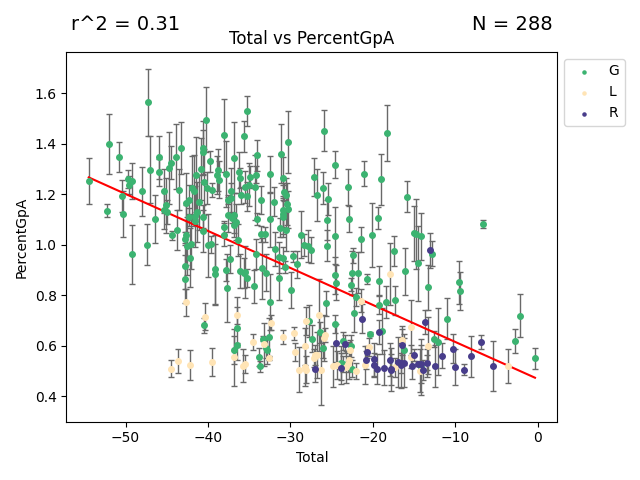 r^2 = 0.31
N = 288
Total vs PercentGpA
G
L
R
PercentGpA
1.6
1.4
1.2
1.0
0.8
0.6
0.4
−50
−40
−30
−20
−10
0
Total